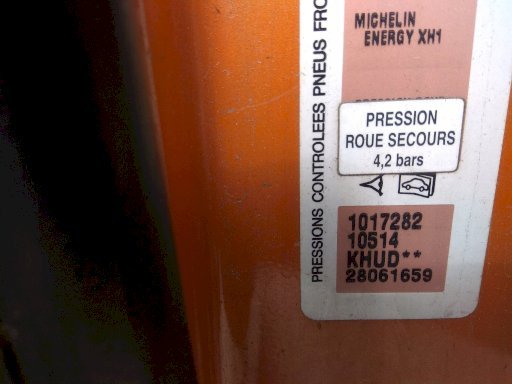 MICHELIN
ENERGY XH1
PRESSION
ROUE SECOURS
4,2 bars
1017282
10514
KHUD**
28061659
PRESSIONS CONTROLEES PNEUS FRO